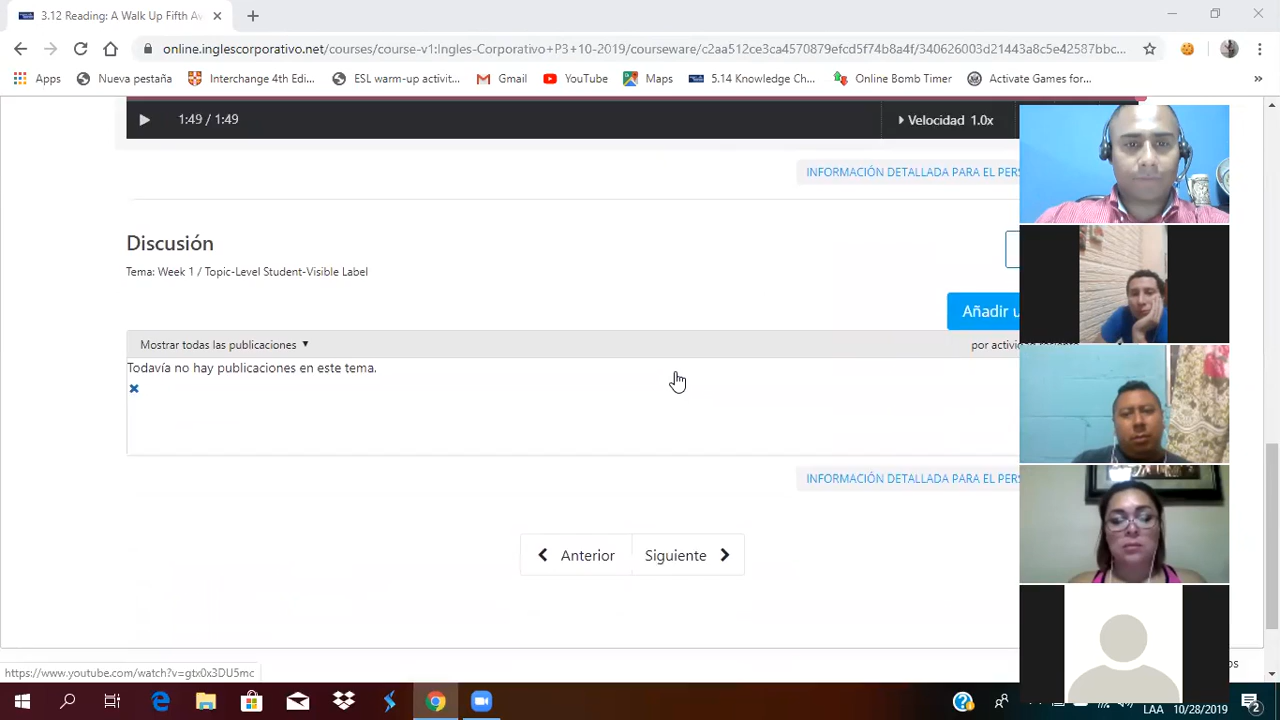 3.12 Reading: A Walk Up Fifth Av
online.inglescorporativo.net/courses/course-v1:Ingles-Corporativo+P3+10-2019/courseware/c2ba512ce3ca4570879efcd5f74b8a4f/340626003d21443a8c5e42587bbc...
Apps
Nueva pestaña
Interchange 4th Edi...
ESL warm-up activit...
Gmail
YouTube
Maps
5.14 Knowledge Ch...
Online Bomb Timer
Activate Games for...
1:49 / 1:49
Velocidad 1.0x
INFORMACIÓN DETALLADA PARA EL PERS
Discusión
Tema: Week 1 / Topic-Level Student-Visible Label
Añadir u
Mostrar todas las publicaciones
por
Todavía no hay publicaciones en este tema.
INFORMACIÓN DETALLADA PARA EL PERS
Anterior
Siguiente
https://www.youtube.com/watch?v=gtx0x3DU5mc
os
LAA
10/28/2019
2